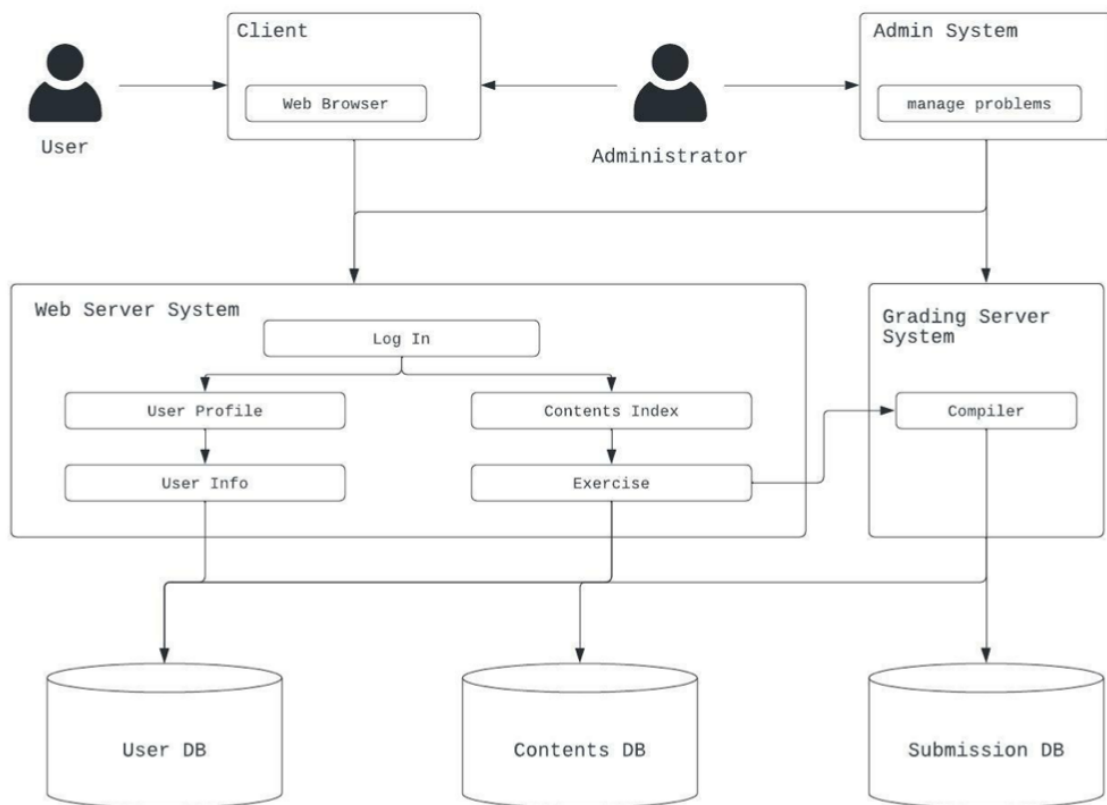 Client
Admin System
Web Browser
manage problems
User
Administrator
Web Server System
Grading Server
System
Log In
User Profile
Contents Index
Compiler
User Info
Exercise
User DB
Contents DB
Submission DB